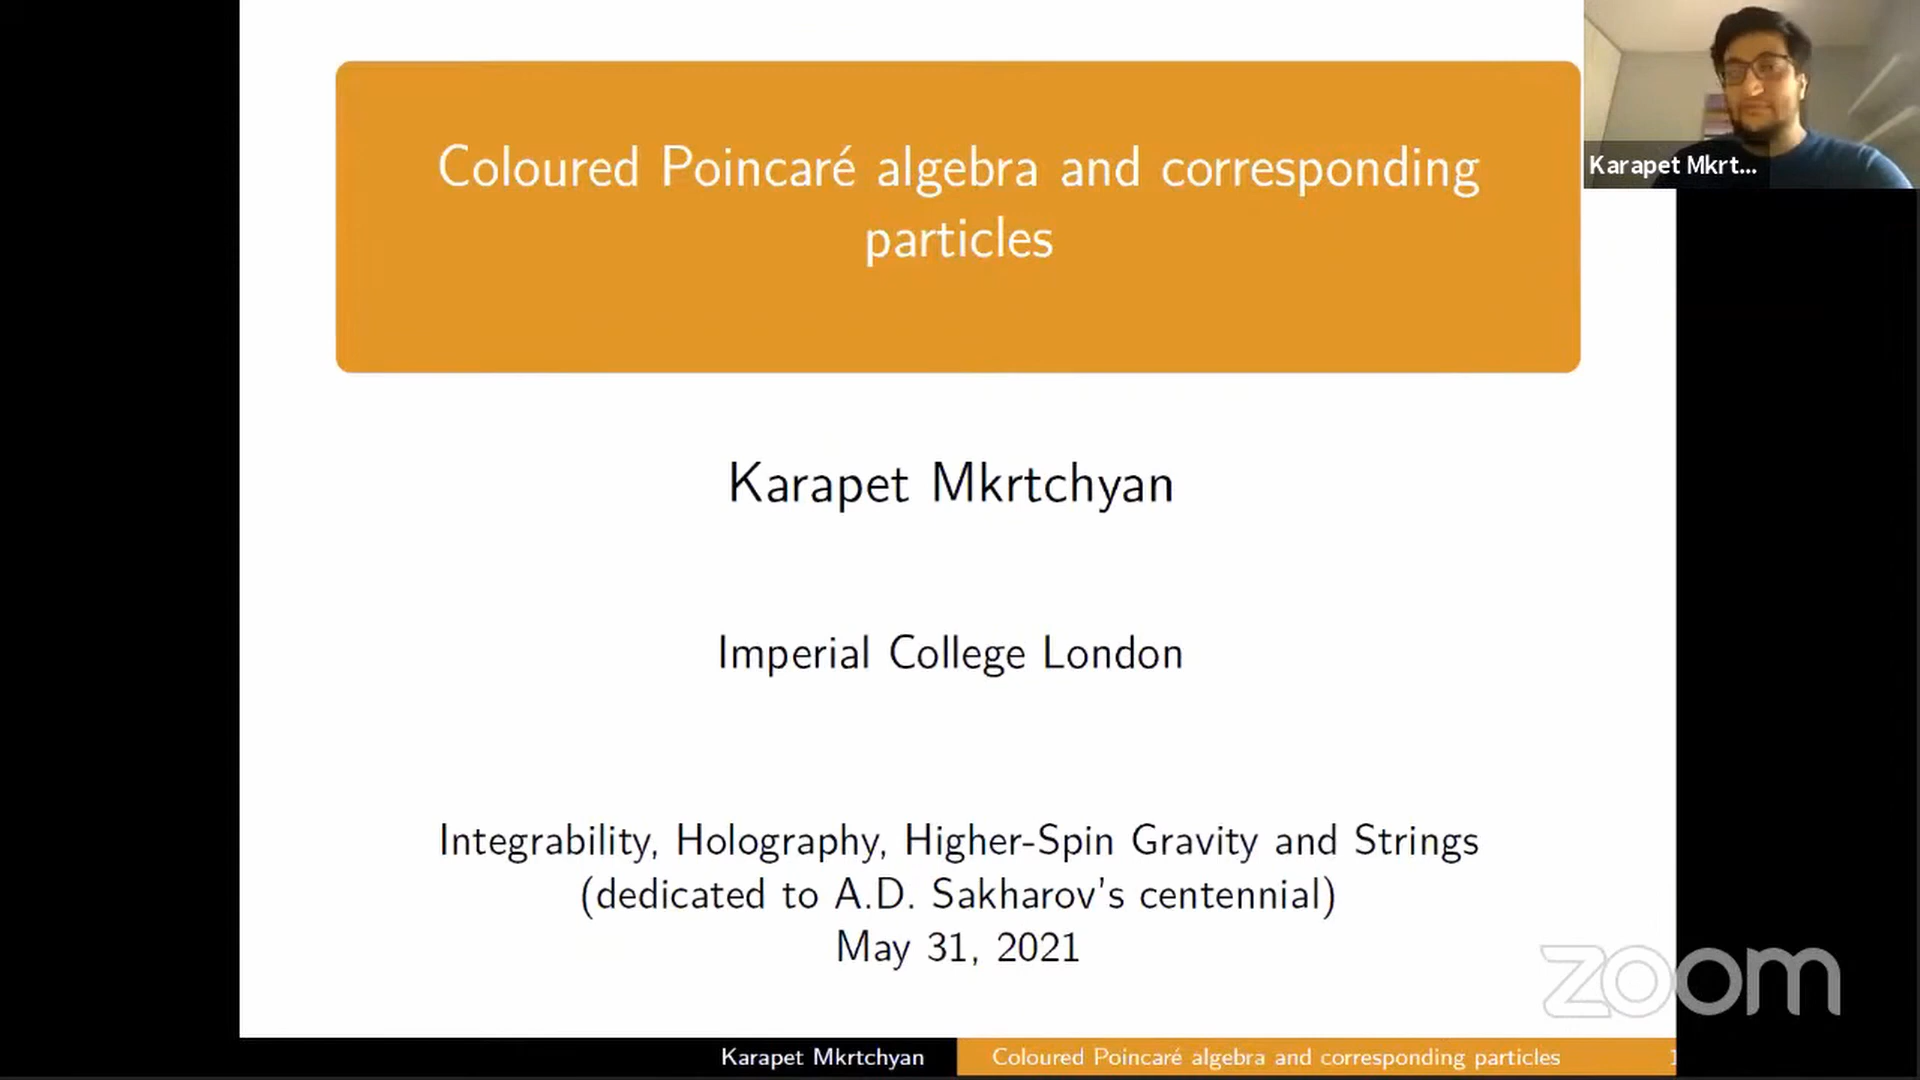 Coloured Poincaré algebra and corresponding
particles
Karapet Mkrt...
Karapet Mkrtchyan
Imperial College London
Integrability, Holography, Higher-Spin Gravity and Strings
(dedicated to A.D. Sakharov's centennial)
May 31, 2021
zoom
Karapet Mkrtchyan
Coloured Poincaré algebra and corresponding particles